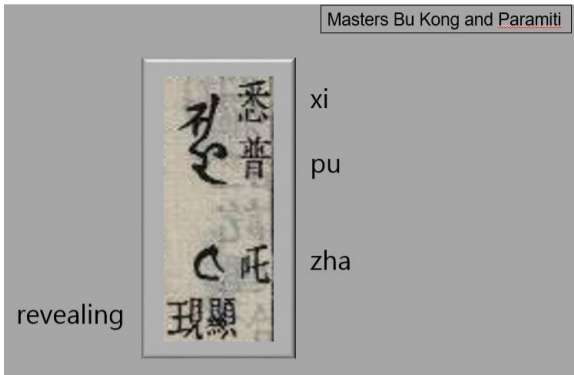 Masters Bu Kong and Paramiti
悉普吒
顯現
xi
pu
zha
revealing